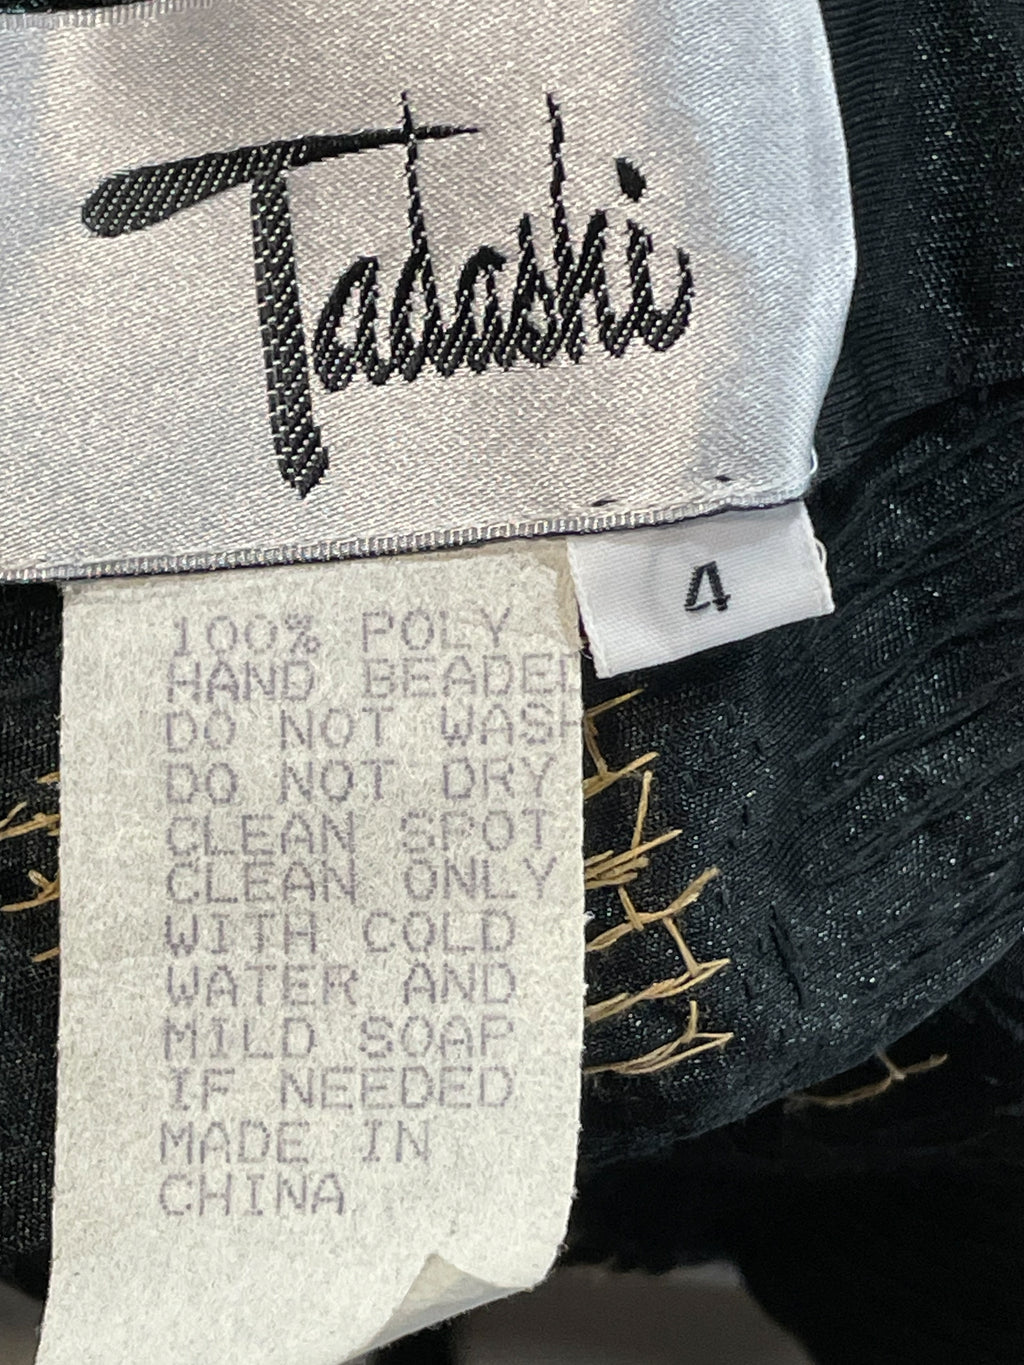 Tadashi
4
100% POLY
HAND BEADED
DO NOT WASH
DO NOT DRY
CLEAN SPOT
CLEAN ONLY
WITH COLD
WATER AND
MILD SOAP
IF NEEDED
MADE IN
CHINA